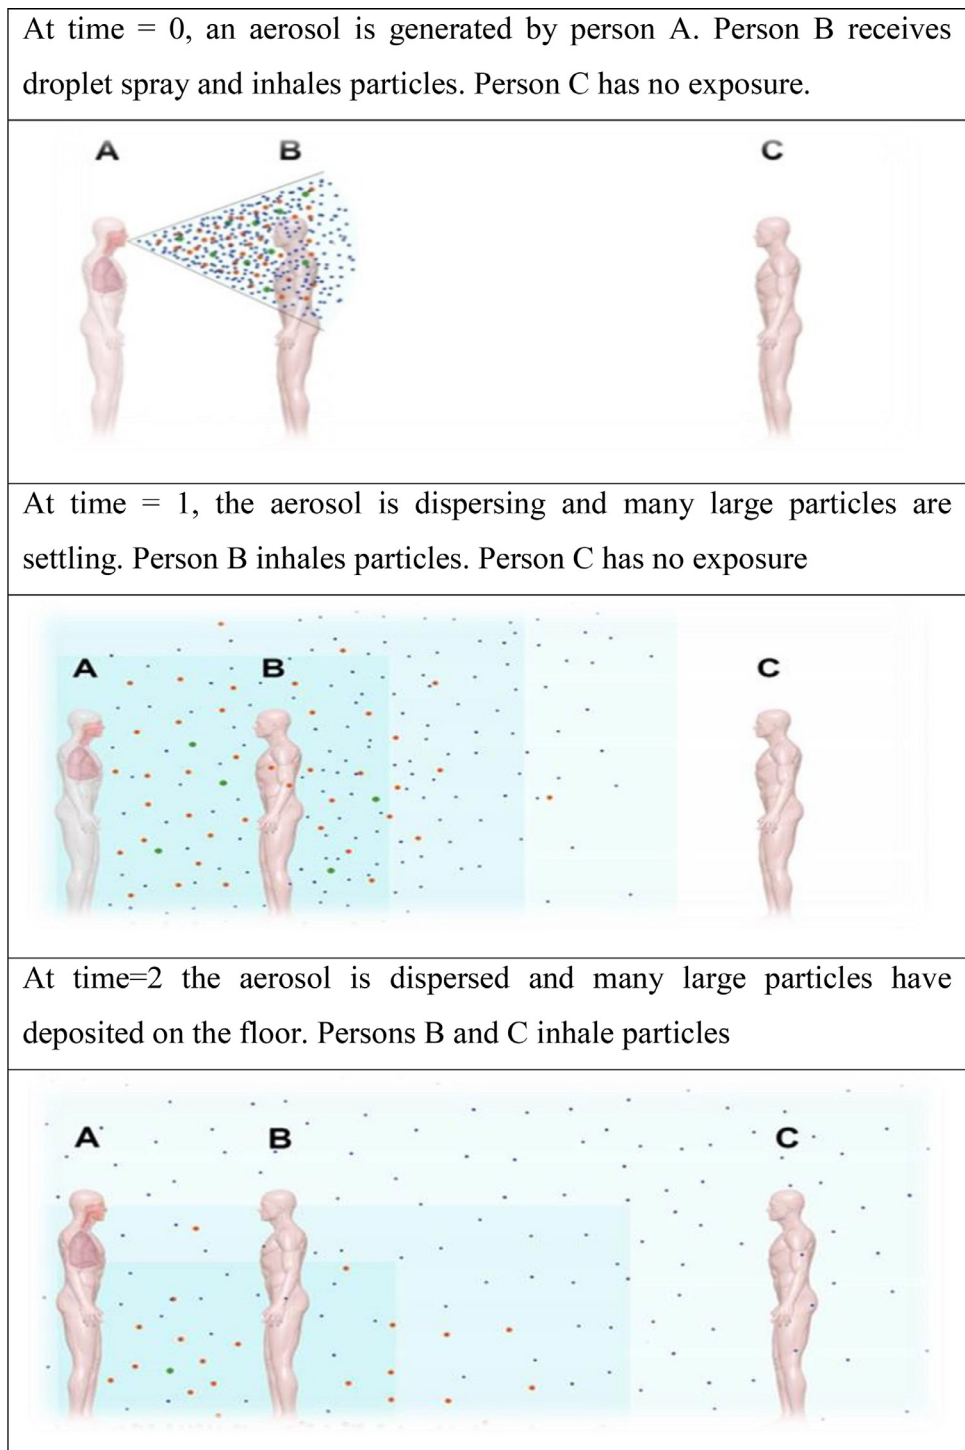 At time = 0, an aerosol is generated by person A. Person B receives
droplet spray and inhales particles. Person C has no exposure.
A B C
At time = 1, the aerosol is dispersing and many large particles are
settling. Person B inhales particles. Person C has no exposure
A B C
At time=2 the aerosol is dispersed and many large particles have
deposited on the floor. Persons B and C inhale particles
A B C